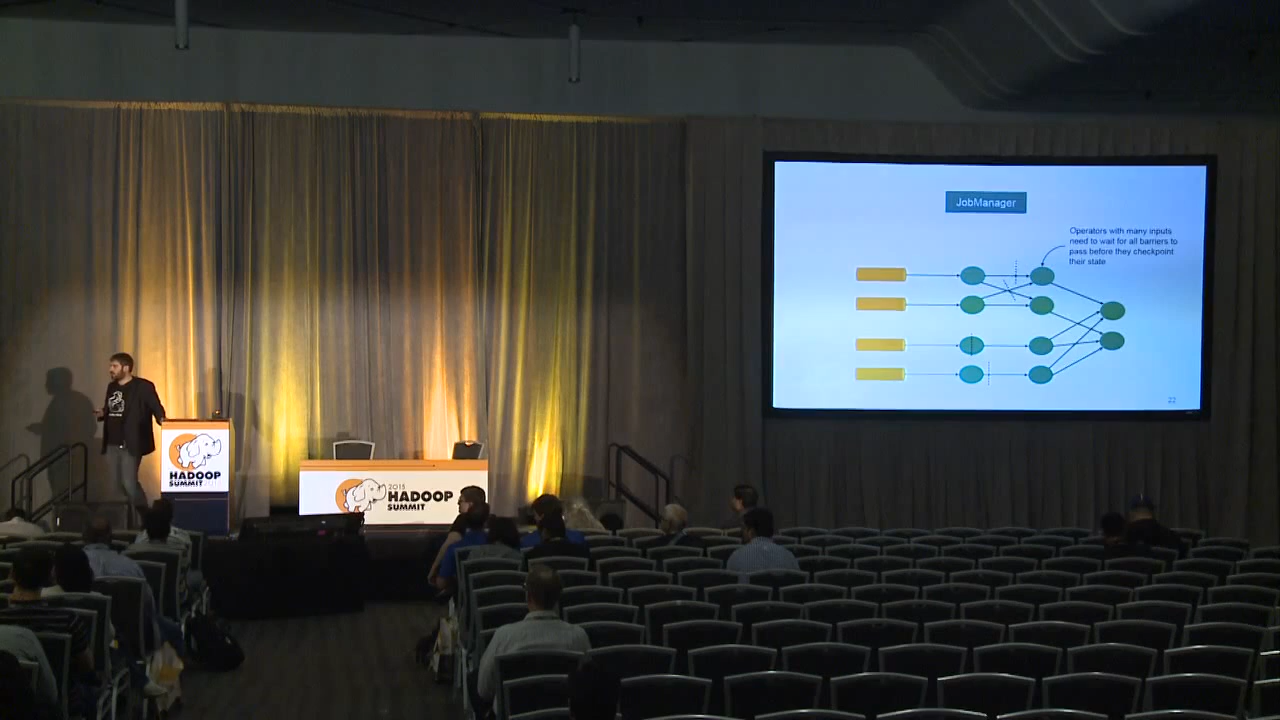 JobManager
Operators with many inputs
need to wait for all barriers to
pass before they checkpoint
their state
22
HADOOP
SUMMIT
2015
HADOOP
SUMMIT